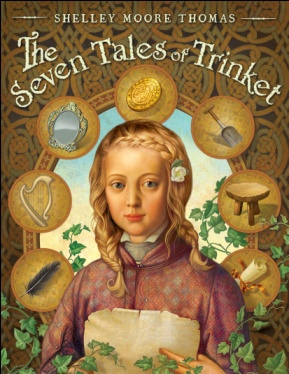 SHELLEY MOORE THOMAS
The
Seven Tales of Trinket